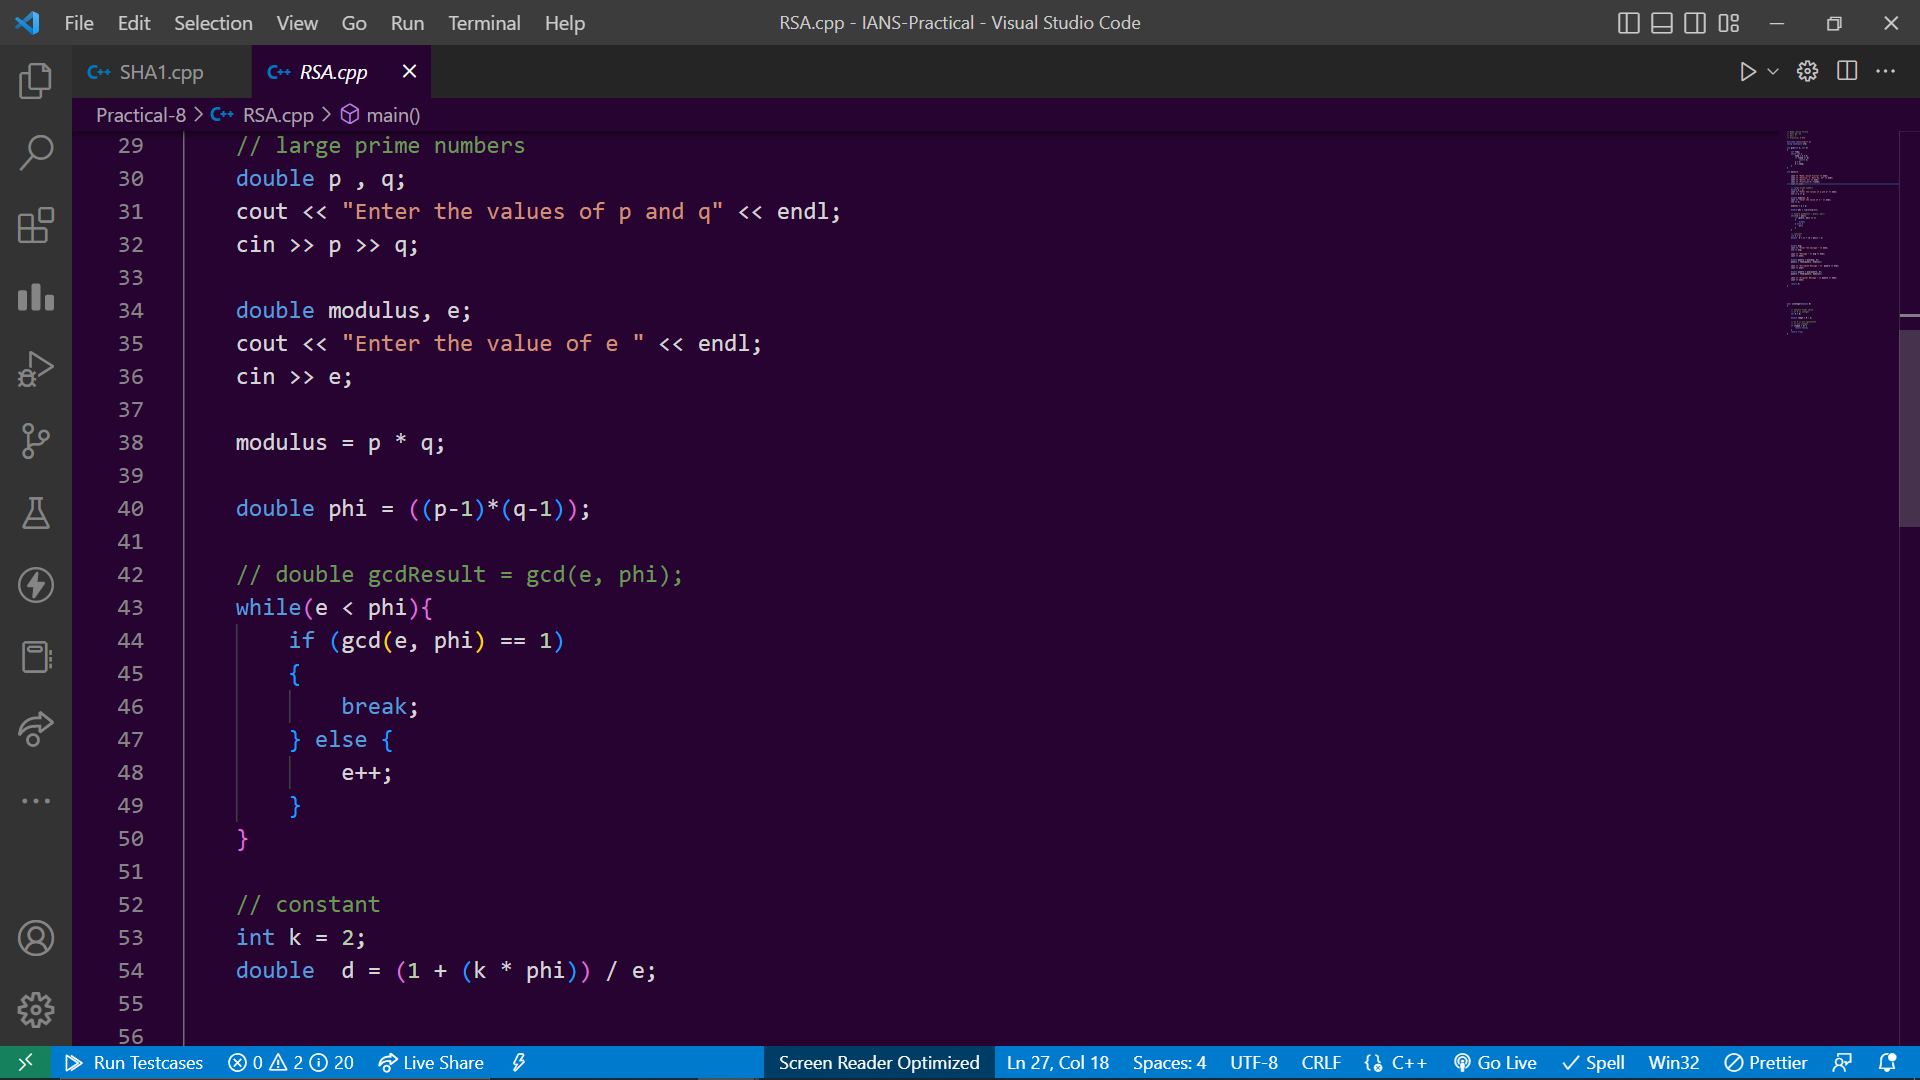 File Edit Selection View Go Run Terminal Help RSA.cpp - IANS-Practical - Visual Studio Code
C++ SHA1.cpp C++ RSA.cpp
Practical-8 > C++ RSA.cpp > main()
29 // large prime numbers
30 double p , q;
31 cout << "Enter the values of p and q" << endl;
32 cin >> p >> q;
33
34 double modulus, e;
35 cout << "Enter the value of e " << endl;
36 cin >> e;
37
38 modulus = p * q;
39
40 double phi = ((p-1)*(q-1));
41
42 // double gcdResult = gcd(e, phi);
43 while(e < phi){
44 if (gcd(e, phi) == 1)
45 {
46 break;
47 } else {
48 e++;
49 }
50 }
51
52 // constant
53 int k = 2;
54 double  d = (1 + (k * phi)) / e;
55
56
Run Testcases 0 2 20 Live Share Screen Reader Optimized Ln 27, Col 18 Spaces: 4 UTF-8 CRLF C++ Go Live Spell Win32 Prettier